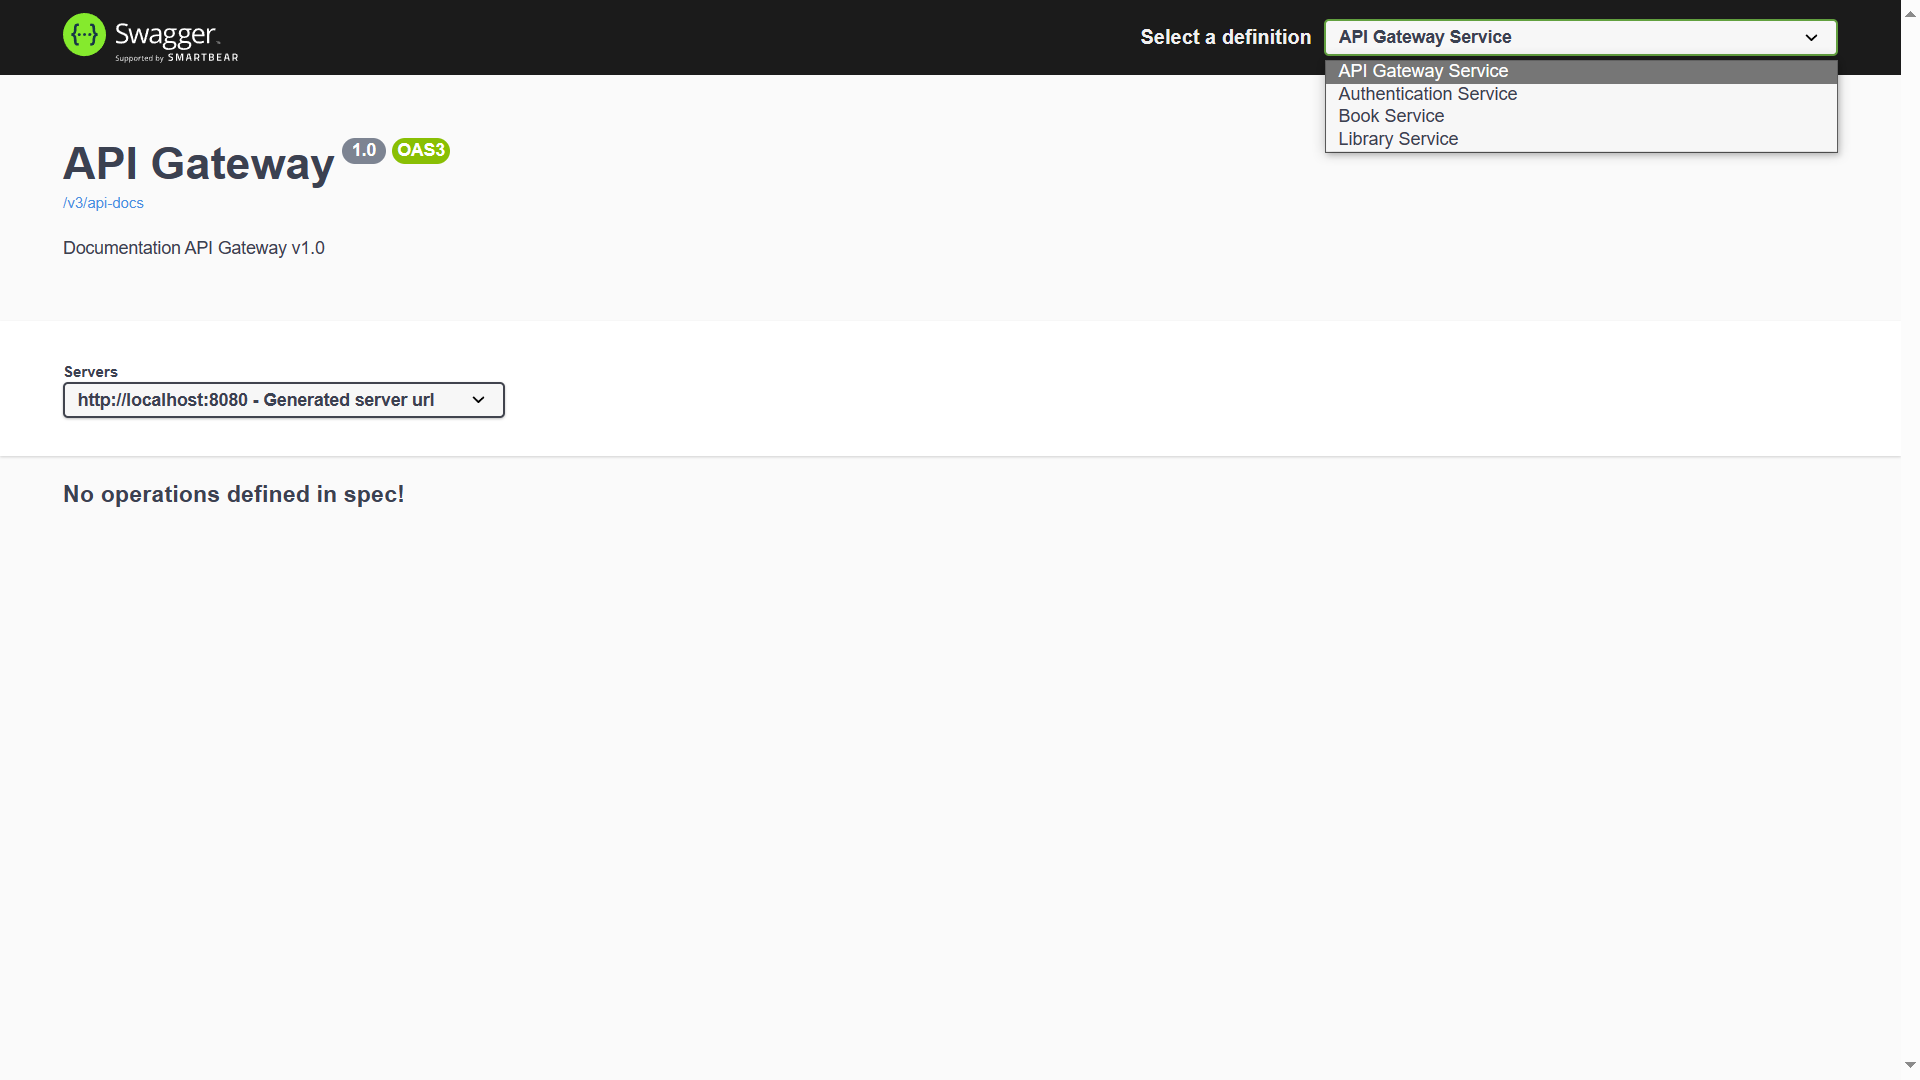 Swagger
Supported by SMARTBEAR
Select a definition
API Gateway Service
API Gateway Service
Authentication Service
Book Service
Library Service
API Gateway 1.0 OAS3
/v3/api-docs
Documentation API Gateway v1.0
Servers
http://localhost:8080 - Generated server url
No operations defined in spec!